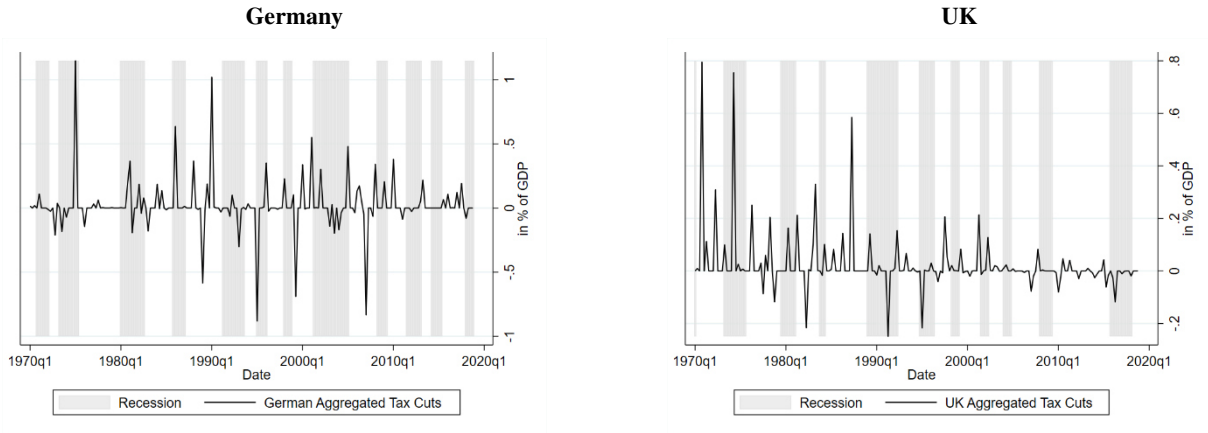 Germany
1
.5
0
-.5
-1
in % of GDP
1970q1 1980q1 1990q1 2000q1 2010q1 2020q1
Date
Recession German Aggregated Tax Cuts
UK
.8
.6
.4
.2
0
-.2
in % of GDP
1970q1 1980q1 1990q1 2000q1 2010q1 2020q1
Date
Recession UK Aggregated Tax Cuts